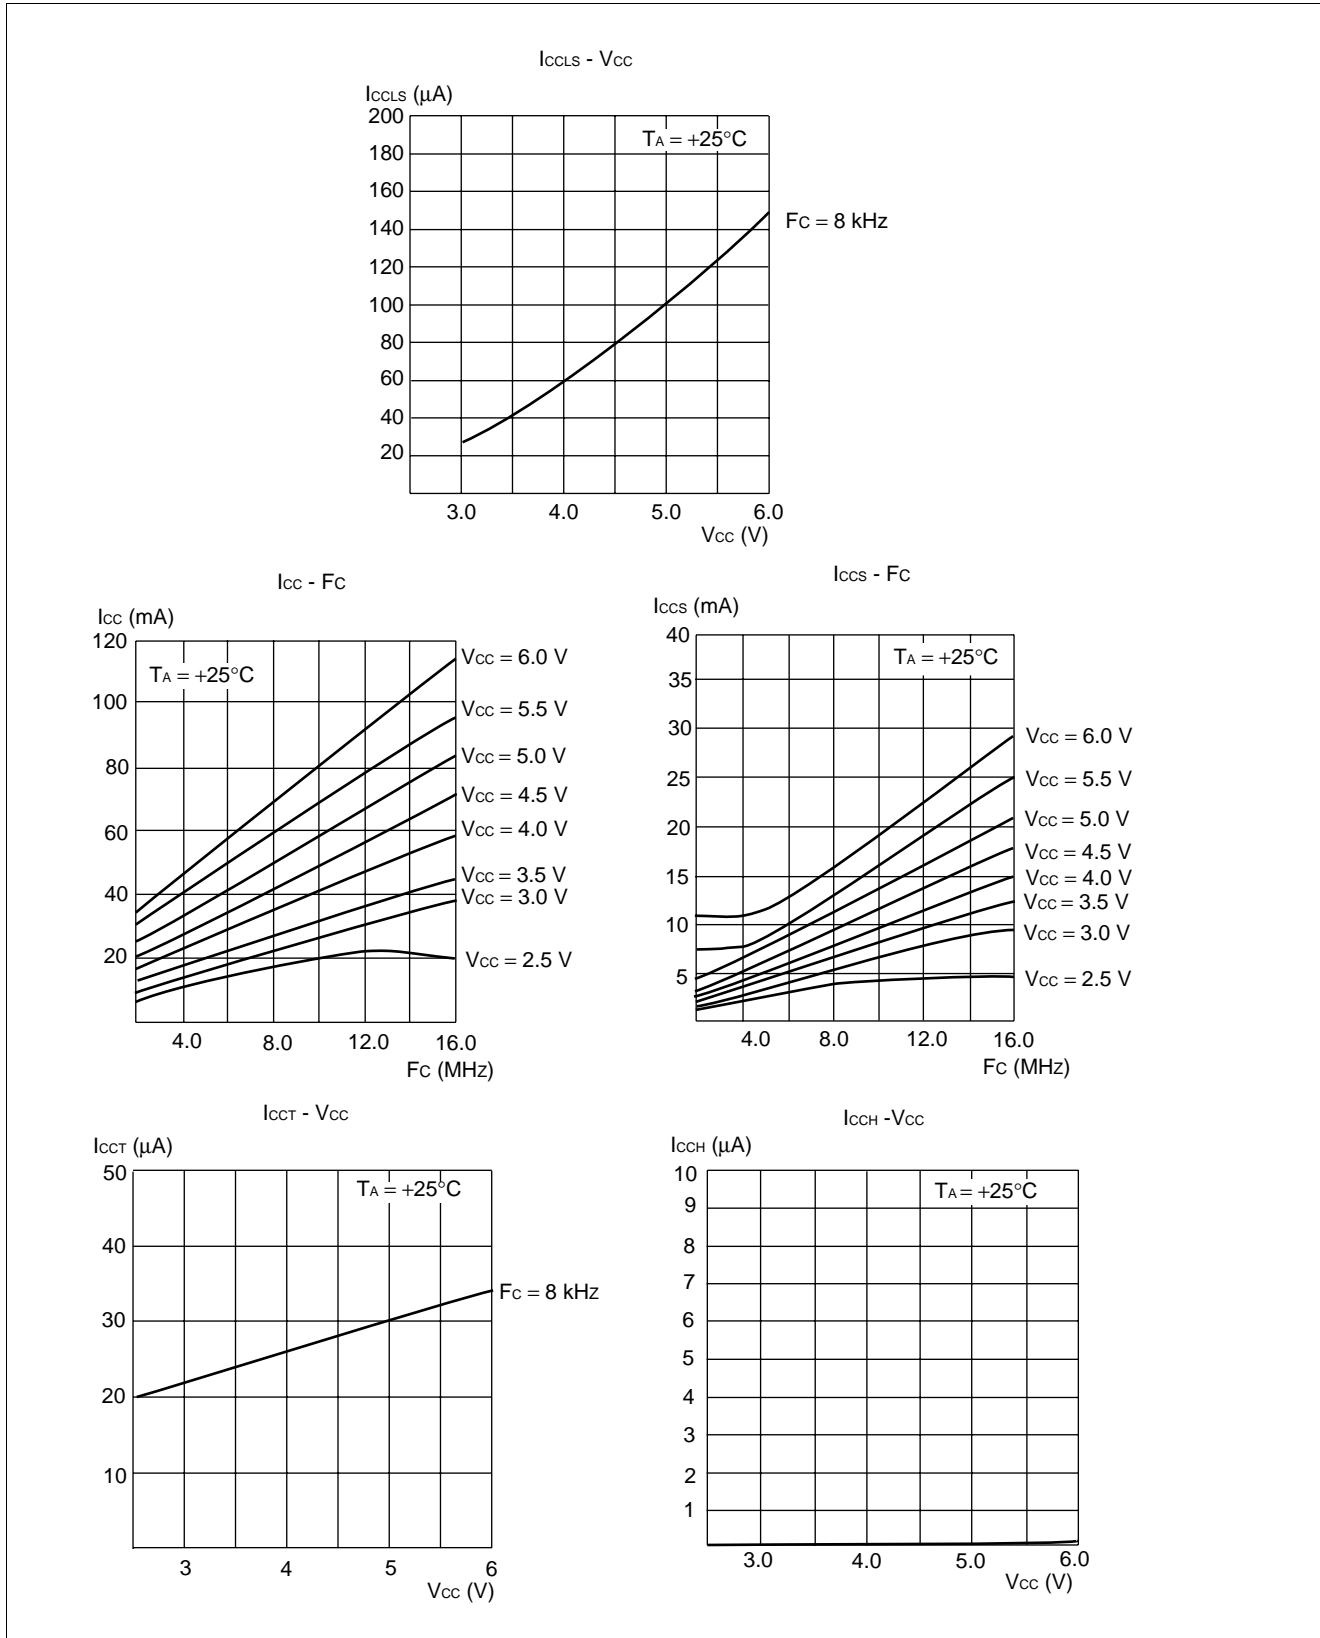 ICCLS - VCC
ICCLS (µA)
200
180
160
140
120
100
80
60
40
20
TA = +25°C
FC = 8 kHz
3.0 4.0 5.0 6.0
VCC (V)
ICC - FC
ICC (mA)
120
100
80
60
40
20
TA = +25°C
VCC = 6.0 V
VCC = 5.5 V
VCC = 5.0 V
VCC = 4.5 V
VCC = 4.0 V
VCC = 3.5 V
VCC = 3.0 V
VCC = 2.5 V
4.0 8.0 12.0 16.0
FC (MHz)
ICCS - FC
ICCS (mA)
40
35
30
25
20
15
10
5
TA = +25°C
VCC = 6.0 V
VCC = 5.5 V
VCC = 5.0 V
VCC = 4.5 V
VCC = 4.0 V
VCC = 3.5 V
VCC = 3.0 V
VCC = 2.5 V
4.0 8.0 12.0 16.0
FC (MHz)
ICCT - VCC
ICCT (µA)
50
40
30
20
10
TA = +25°C
FC = 8 kHz
3 4 5 6
VCC (V)
ICCH -VCC
ICCH (µA)
10
9
8
7
6
5
4
3
2
1
TA = +25°C
3.0 4.0 5.0 6.0
VCC (V)